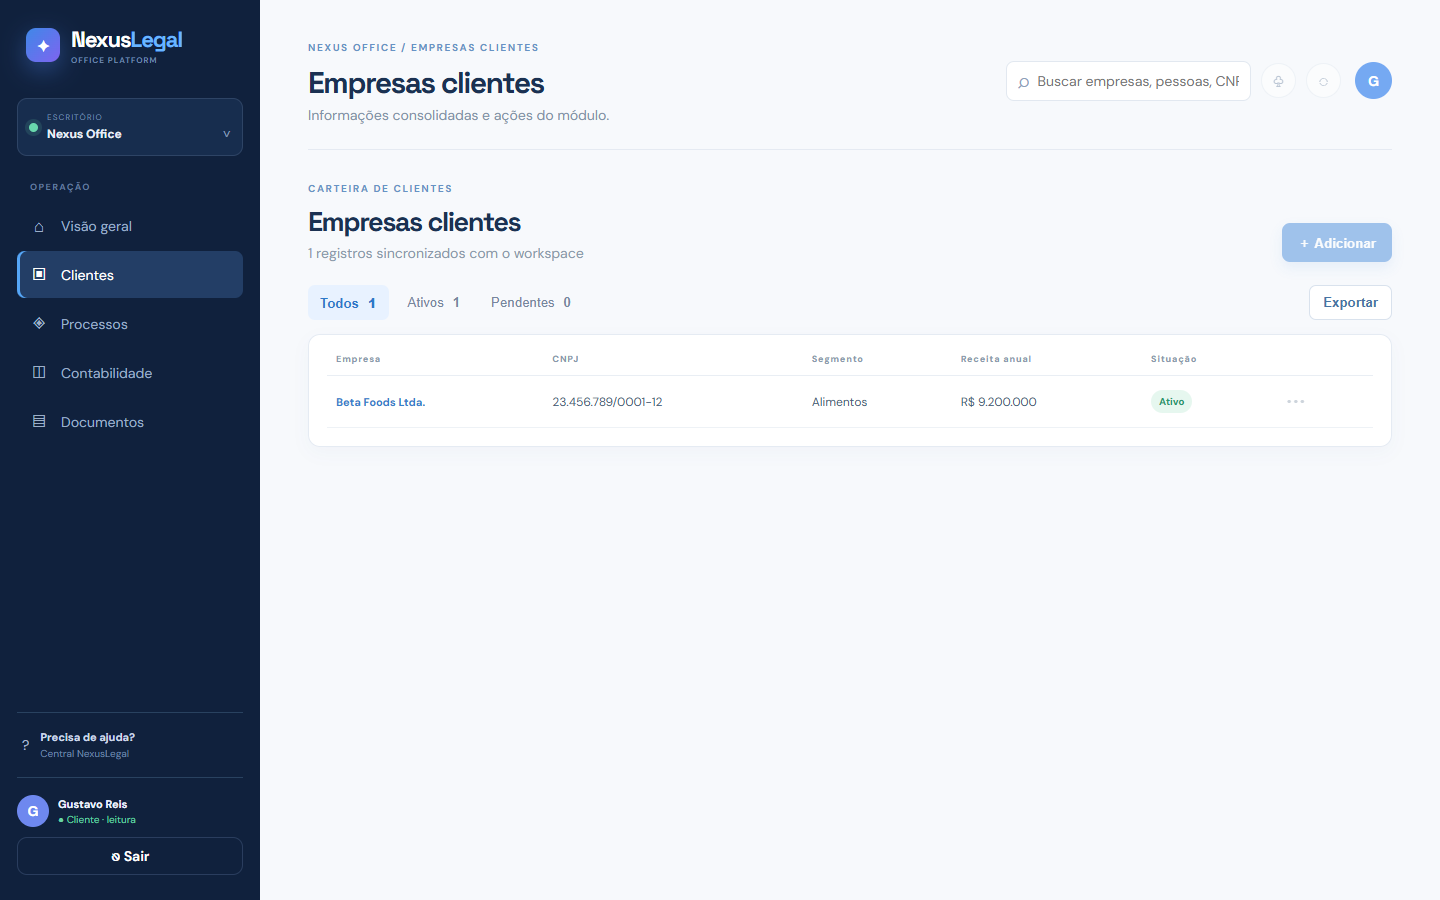 NexusLegal
OFFICE PLATFORM
ESCRITÓRIO
Nexus Office
OPERAÇÃO
Visão geral
Clientes
Processos
Contabilidade
Documentos
? Precisa de ajuda?
Central NexusLegal
G Gustavo Reis
● Cliente · leitura
Sair
NEXUS OFFICE / EMPRESAS CLIENTES
Empresas clientes
Informações consolidadas e ações do módulo.
Buscar empresas, pessoas, CNF
G
CARTEIRA DE CLIENTES
Empresas clientes
1 registros sincronizados com o workspace
+ Adicionar
Todos 1 Ativos 1 Pendentes 0
Exportar
Empresa CNPJ Segmento Receita anual Situação
Beta Foods Ltda. 23.456.789/0001-12 Alimentos R$ 9.200.000 Ativo •••